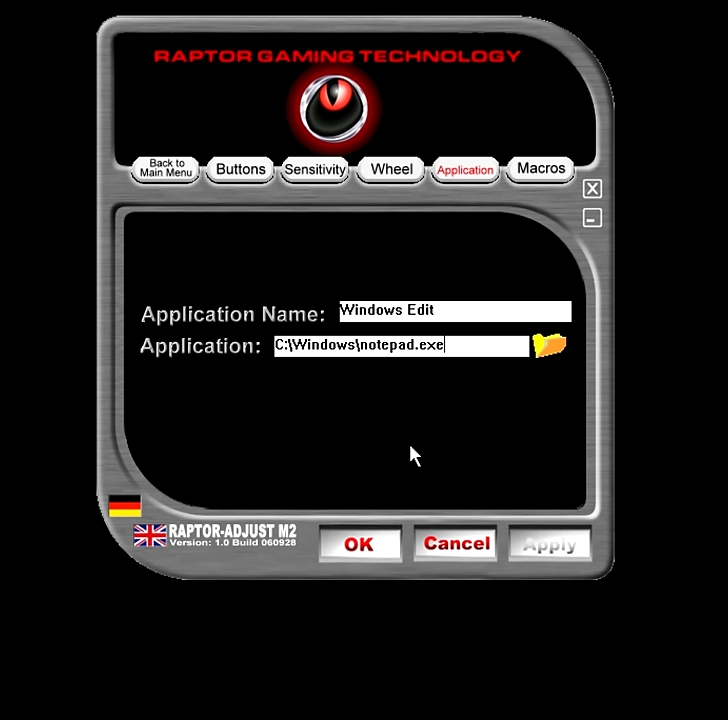 RAPTOR GAMING TECHNOLOGY
Back to
Main Menu
Buttons
Sensitivity
Wheel
Application
Macros
X
Application Name: Windows Edit
Application: C:\Windows\notepad.exe
RAPTOR-ADJUST M2
Version: 1.0 Build 060928
OK
Cancel
Apply